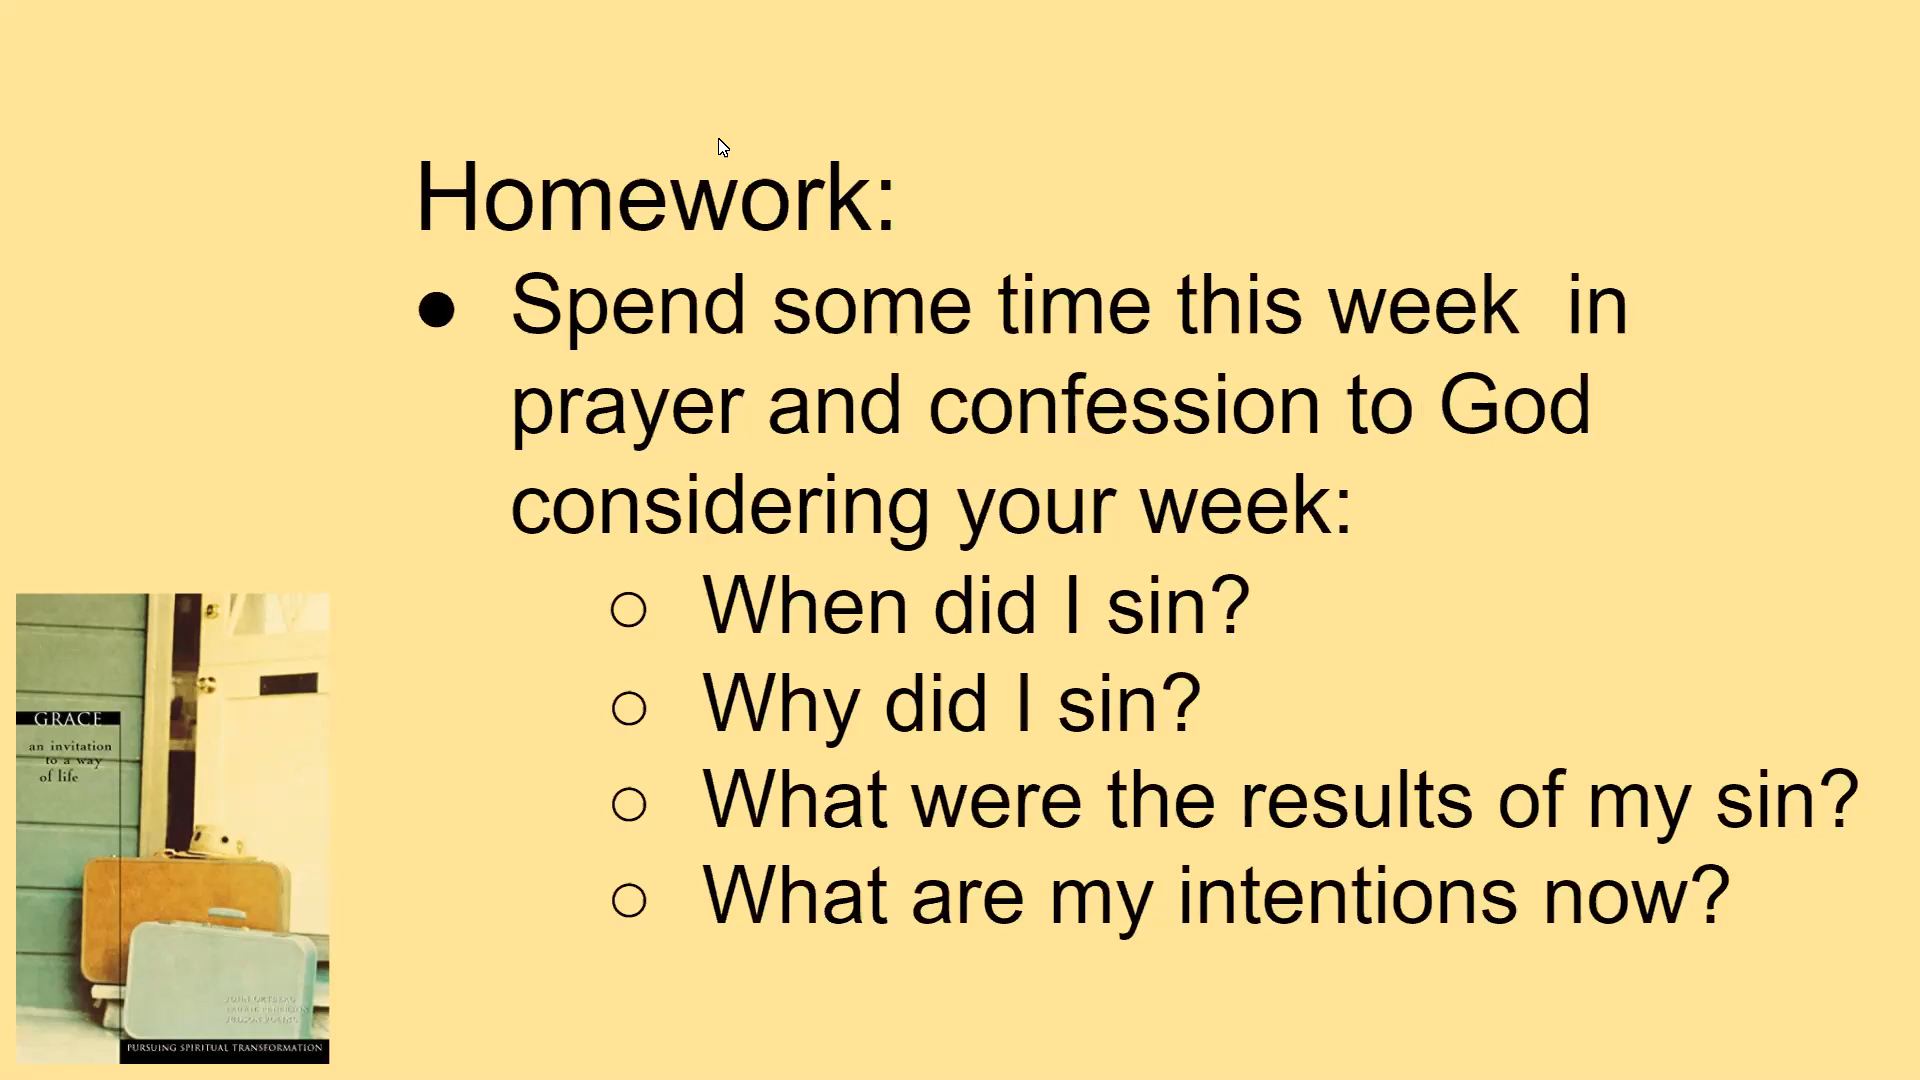 Homework:
● Spend some time this week  in
prayer and confession to God
considering your week:
○ When did I sin?
○ Why did I sin?
○ What were the results of my sin?
○ What are my intentions now?
GRACE
an invitation
to a way
of life
JOHN ORTBERG
PURSUING SPIRITUAL TRANSFORMATION